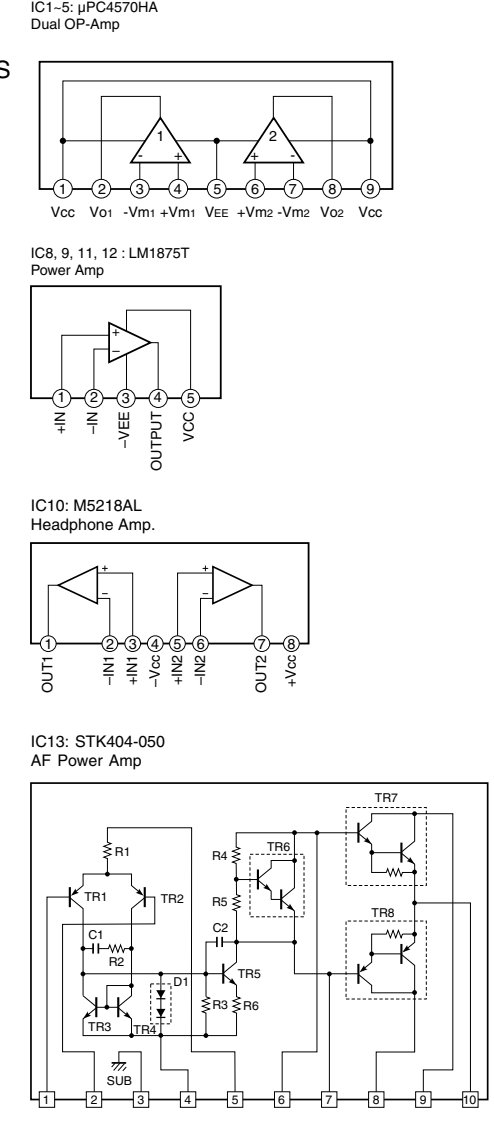 IC1~5: µPC4570HA
Dual OP-Amp
S
1 2
- + + -
1 2 3 4 5 6 7 8 9
Vcc Vo1 -Vm1 +Vm1 VEE +Vm2 -Vm2 Vo2 Vcc
IC8, 9, 11, 12 : LM1875T
Power Amp
+
–
1 2 3 4 5
+IN –IN –VEE OUTPUT VCC
IC10: M5218AL
Headphone Amp.
+ +
– –
1 2 3 4 5 6 7 8
OUT1 –IN1 +IN1 –Vcc +IN2 –IN2 OUT2 +Vcc
IC13: STK404-050
AF Power Amp
TR7
R1 R4 TR6
TR1 TR2 R5
TR8
C1 C2
R2
D1 TR5
R3 R6
TR3 TR4
SUB
1 2 3 4 5 6 7 8 9 10